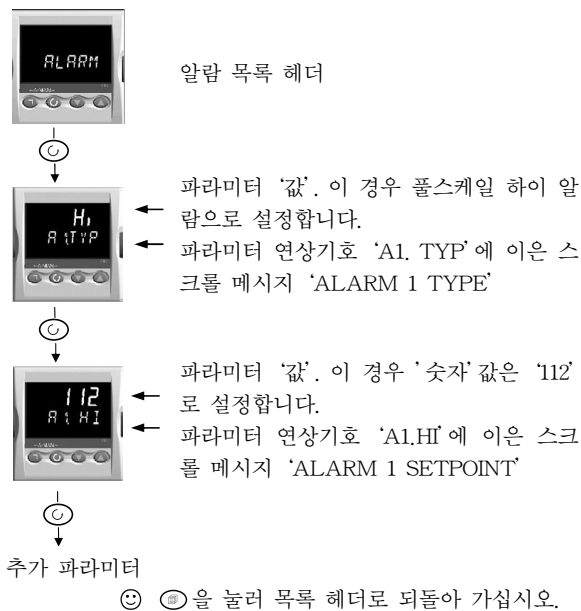 ALARM
알람 목록 헤더
파라미터 ‘값’. 이 경우 풀스케일 하이 알
람으로 설정합니다.
HI
A1.TYP
파라미터 연상기호 ‘A1. TYP’에 이은 스
크롤 메시지 ‘ALARM 1 TYPE’
파라미터 ‘값’. 이 경우 ’숫자’ 값은 ‘112’
로 설정합니다.
112
A1.HI
파라미터 연상기호 ‘A1.HI’에 이은 스크
롤 메시지 ‘ALARM 1 SETPOINT’
추가 파라미터
을 눌러 목록 헤더로 되돌아 가십시오.